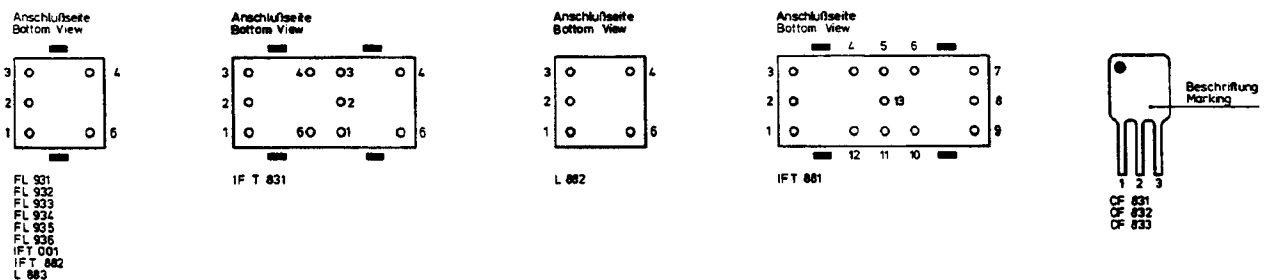 Anschlußseite
Bottom View
3 4
2
1 6
FL 931
FL 932
FL 933
FL 934
FL 935
FL 936
IFT 001
IFT 882
L 883
Anschlußseite
Bottom View
3 4 3 4
2 2
1 6 1 6
IF T 831
Anschlußseite
Bottom View
3 4
2
1 6
L 882
Anschlußseite
Bottom View
4 5 6
3 7
2 13 8
1 9
12 11 10
IFT 881
Beschriftung
Marking
1 2 3
CF 831
CF 832
CF 833